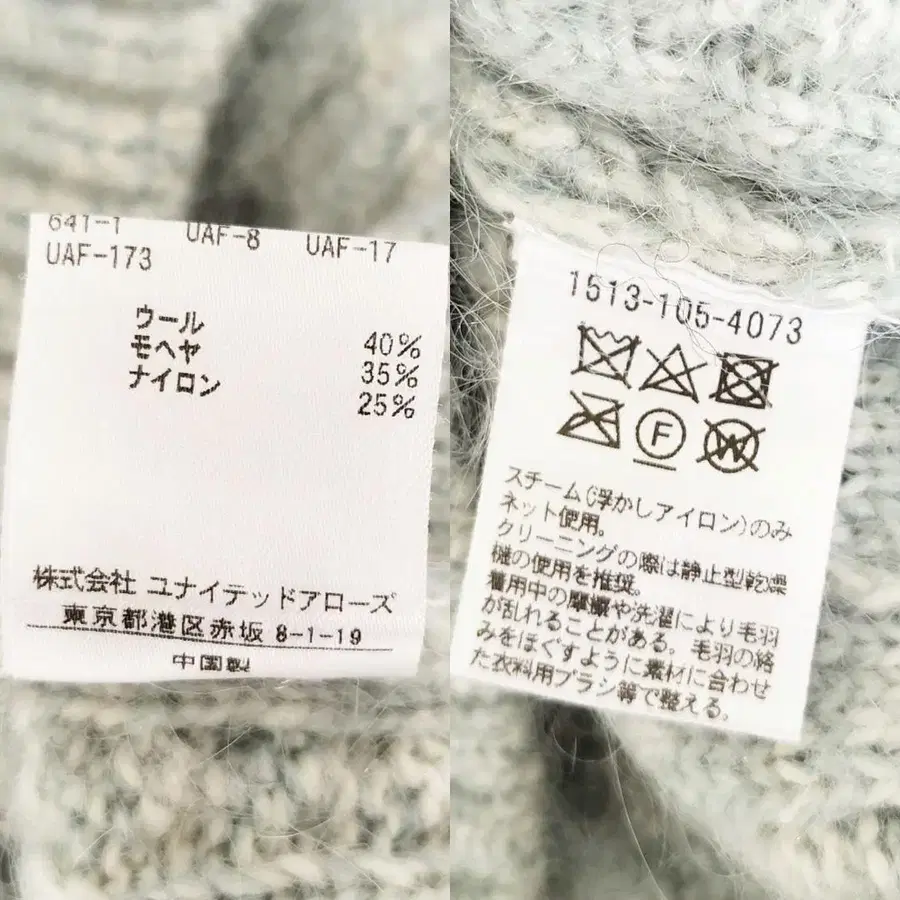 641-1 UAF-8 UAF-17
UAF-173
ウール 40%
モヘヤ 35%
ナイロン 25%
株式会社 ユナイテッドアローズ
東京都港区赤坂 8-1-19
中国製
1513-105-4073
F W
スチーム(浮かしアイロン)のみ
ネット使用。
クリーニングの際は静止型乾燥
機の使用を推奨。
着用中の摩擦や洗濯により毛羽
が乱れることがある。毛羽の絡
みをほぐすように素材に合わせ
た衣料用ブラシ等で整える。